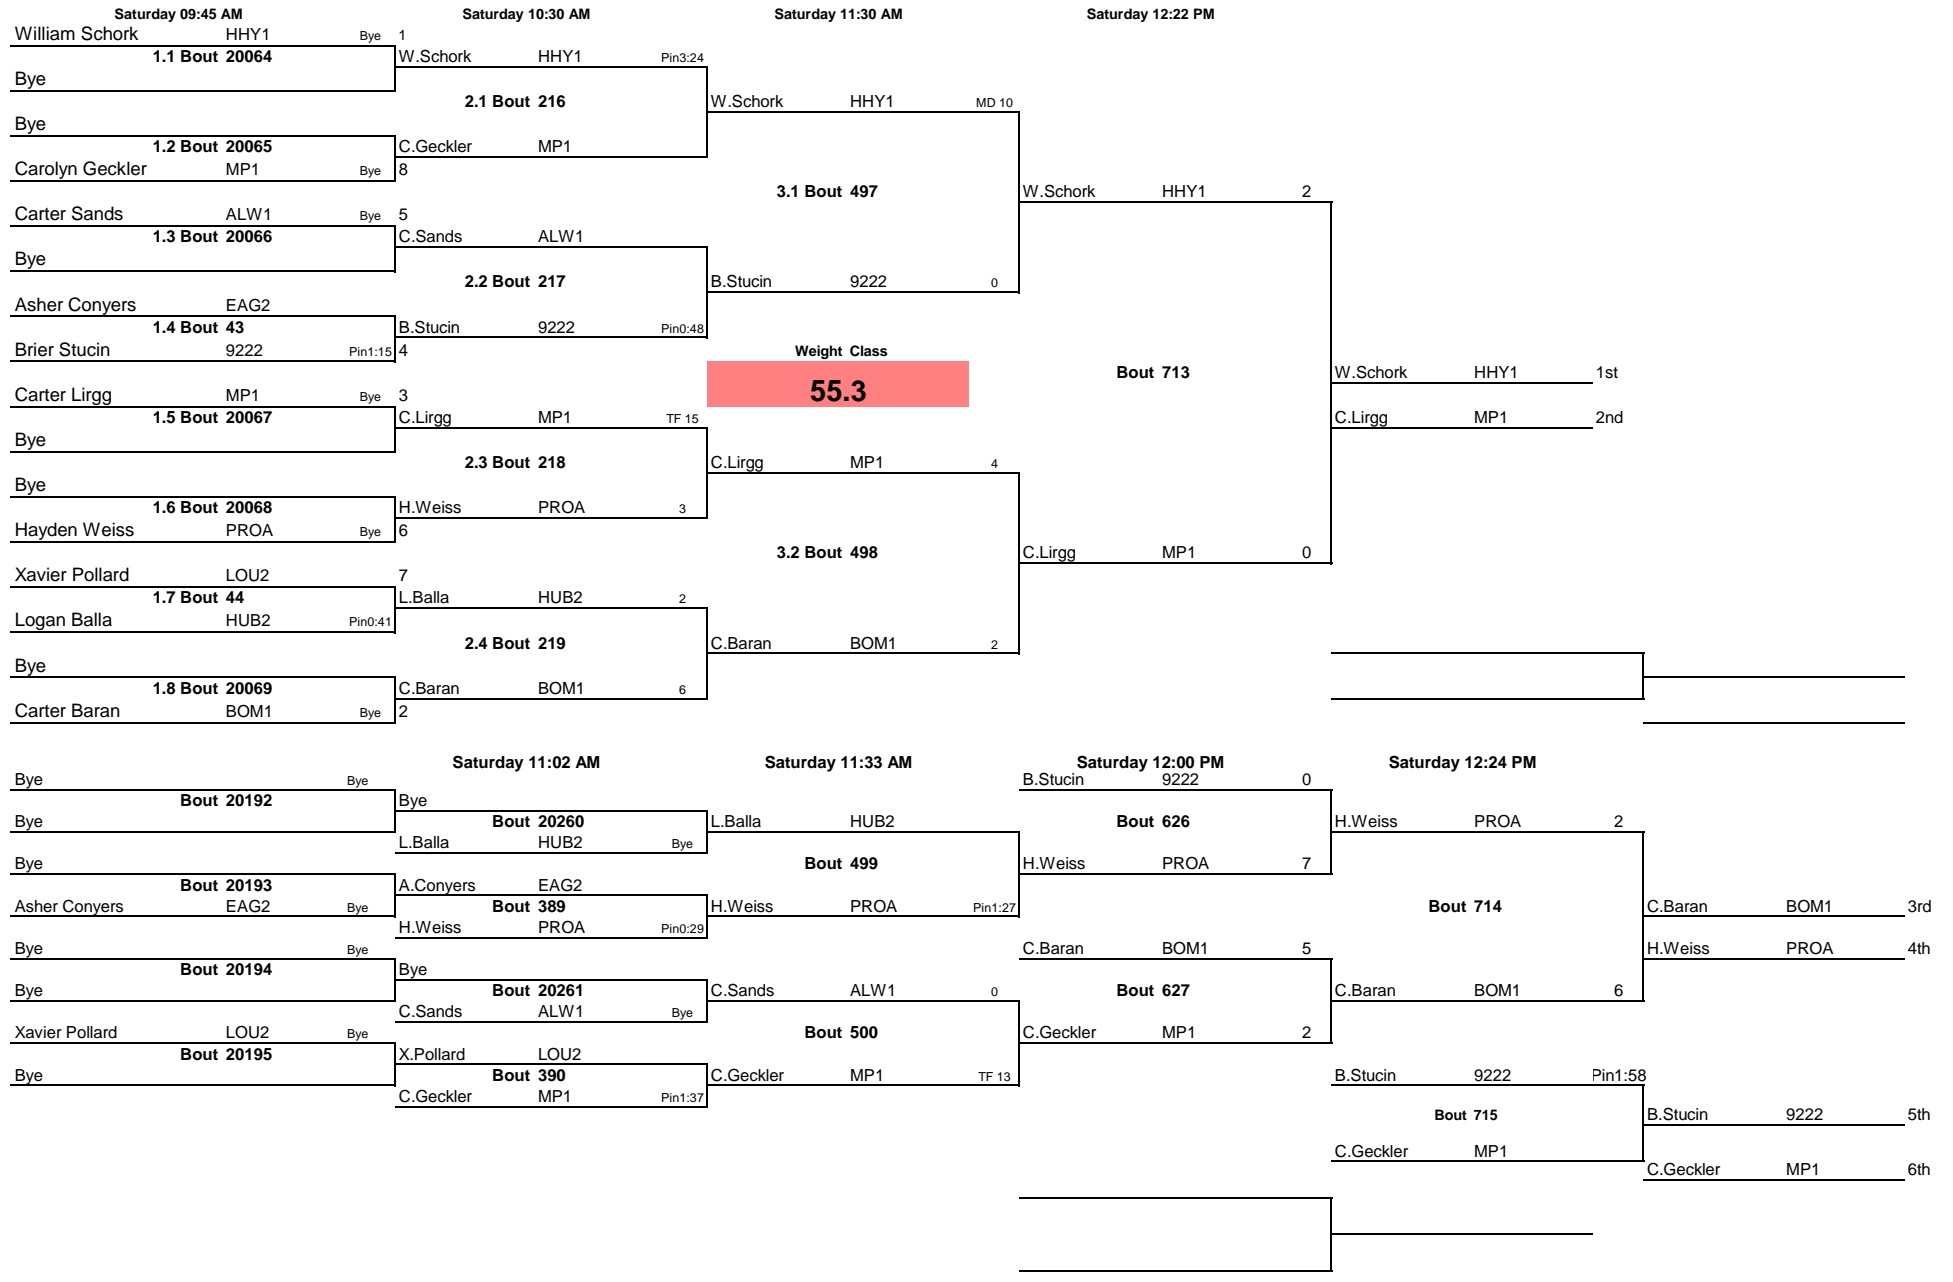 Saturday 09:45 AM Saturday 10:30 AM Saturday 11:30 AM Saturday 12:22 PM
William Schork HHY1 Bye 1
1.1 Bout 20064 W.Schork HHY1 Pin3:24
Bye
2.1 Bout 216 W.Schork HHY1 MD 10
Bye
1.2 Bout 20065 C.Geckler MP1
Carolyn Geckler MP1 Bye 8
3.1 Bout 497 W.Schork HHY1 2
Carter Sands ALW1 Bye 5
1.3 Bout 20066 C.Sands ALW1
Bye
2.2 Bout 217 B.Stucin 9222 0
Asher Conyers EAG2
1.4 Bout 43 B.Stucin 9222 Pin0:48
Brier Stucin 9222 Pin1:15 4 Weight Class
Bout 713 W.Schork HHY1 1st
Carter Lirgg MP1 Bye 3 55.3
1.5 Bout 20067 C.Lirgg MP1 TF 15 C.Lirgg MP1 2nd
Bye
2.3 Bout 218 C.Lirgg MP1 4
Bye
1.6 Bout 20068 H.Weiss PROA 3
Hayden Weiss PROA Bye 6
3.2 Bout 498 C.Lirgg MP1 0
Xavier Pollard LOU2 7
1.7 Bout 44 L.Balla HUB2 2
Logan Balla HUB2 Pin0:41
2.4 Bout 219 C.Baran BOM1 2
Bye
1.8 Bout 20069 C.Baran BOM1 6
Carter Baran BOM1 Bye 2
Saturday 11:02 AM Saturday 11:33 AM Saturday 12:00 PM Saturday 12:24 PM
Bye Bye B.Stucin 9222 0
Bout 20192 Bye
Bye Bout 20260 L.Balla HUB2 Bout 626 H.Weiss PROA 2
L.Balla HUB2 Bye
Bye Bout 499 H.Weiss PROA 7
Bout 20193 A.Conyers EAG2
Asher Conyers EAG2 Bye Bout 389 H.Weiss PROA Pin1:27 Bout 714 C.Baran BOM1 3rd
H.Weiss PROA Pin0:29
Bye Bye C.Baran BOM1 5 H.Weiss PROA 4th
Bout 20194 Bye
Bye Bout 20261 C.Sands ALW1 0 Bout 627 C.Baran BOM1 6
C.Sands ALW1 Bye
Xavier Pollard LOU2 Bye Bout 500 C.Geckler MP1 2
Bout 20195 X.Pollard LOU2
Bye Bout 390 C.Geckler MP1 TF 13 B.Stucin 9222 Pin1:58
C.Geckler MP1 Pin1:37
Bout 715 B.Stucin 9222 5th
C.Geckler MP1
C.Geckler MP1 6th